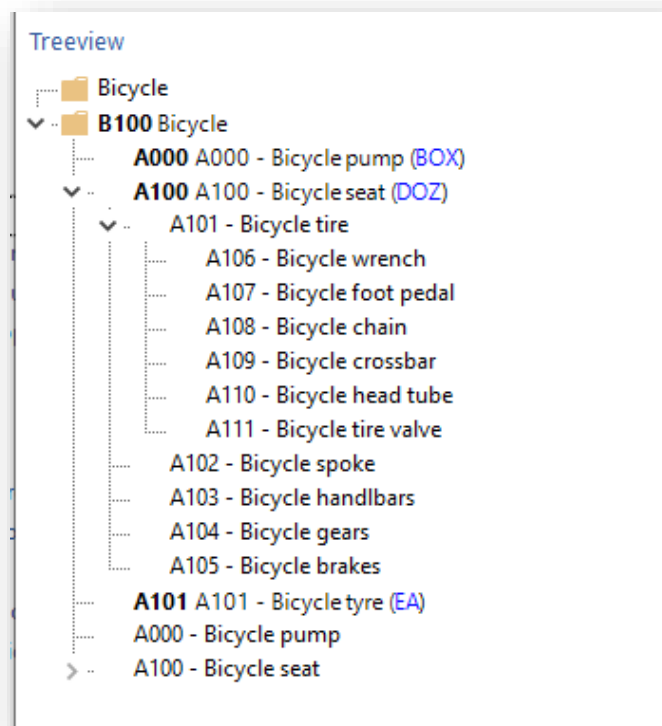 Treeview
Bicycle
B100 Bicycle
A000 A000 - Bicycle pump (BOX)
A100 A100 - Bicycle seat (DOZ)
A101 - Bicycle tire
A106 - Bicycle wrench
A107 - Bicycle foot pedal
A108 - Bicycle chain
A109 - Bicycle crossbar
A110 - Bicycle head tube
A111 - Bicycle tire valve
A102 - Bicycle spoke
A103 - Bicycle handlbars
A104 - Bicycle gears
A105 - Bicycle brakes
A101 A101 - Bicycle tyre (EA)
A000 - Bicycle pump
A100 - Bicycle seat